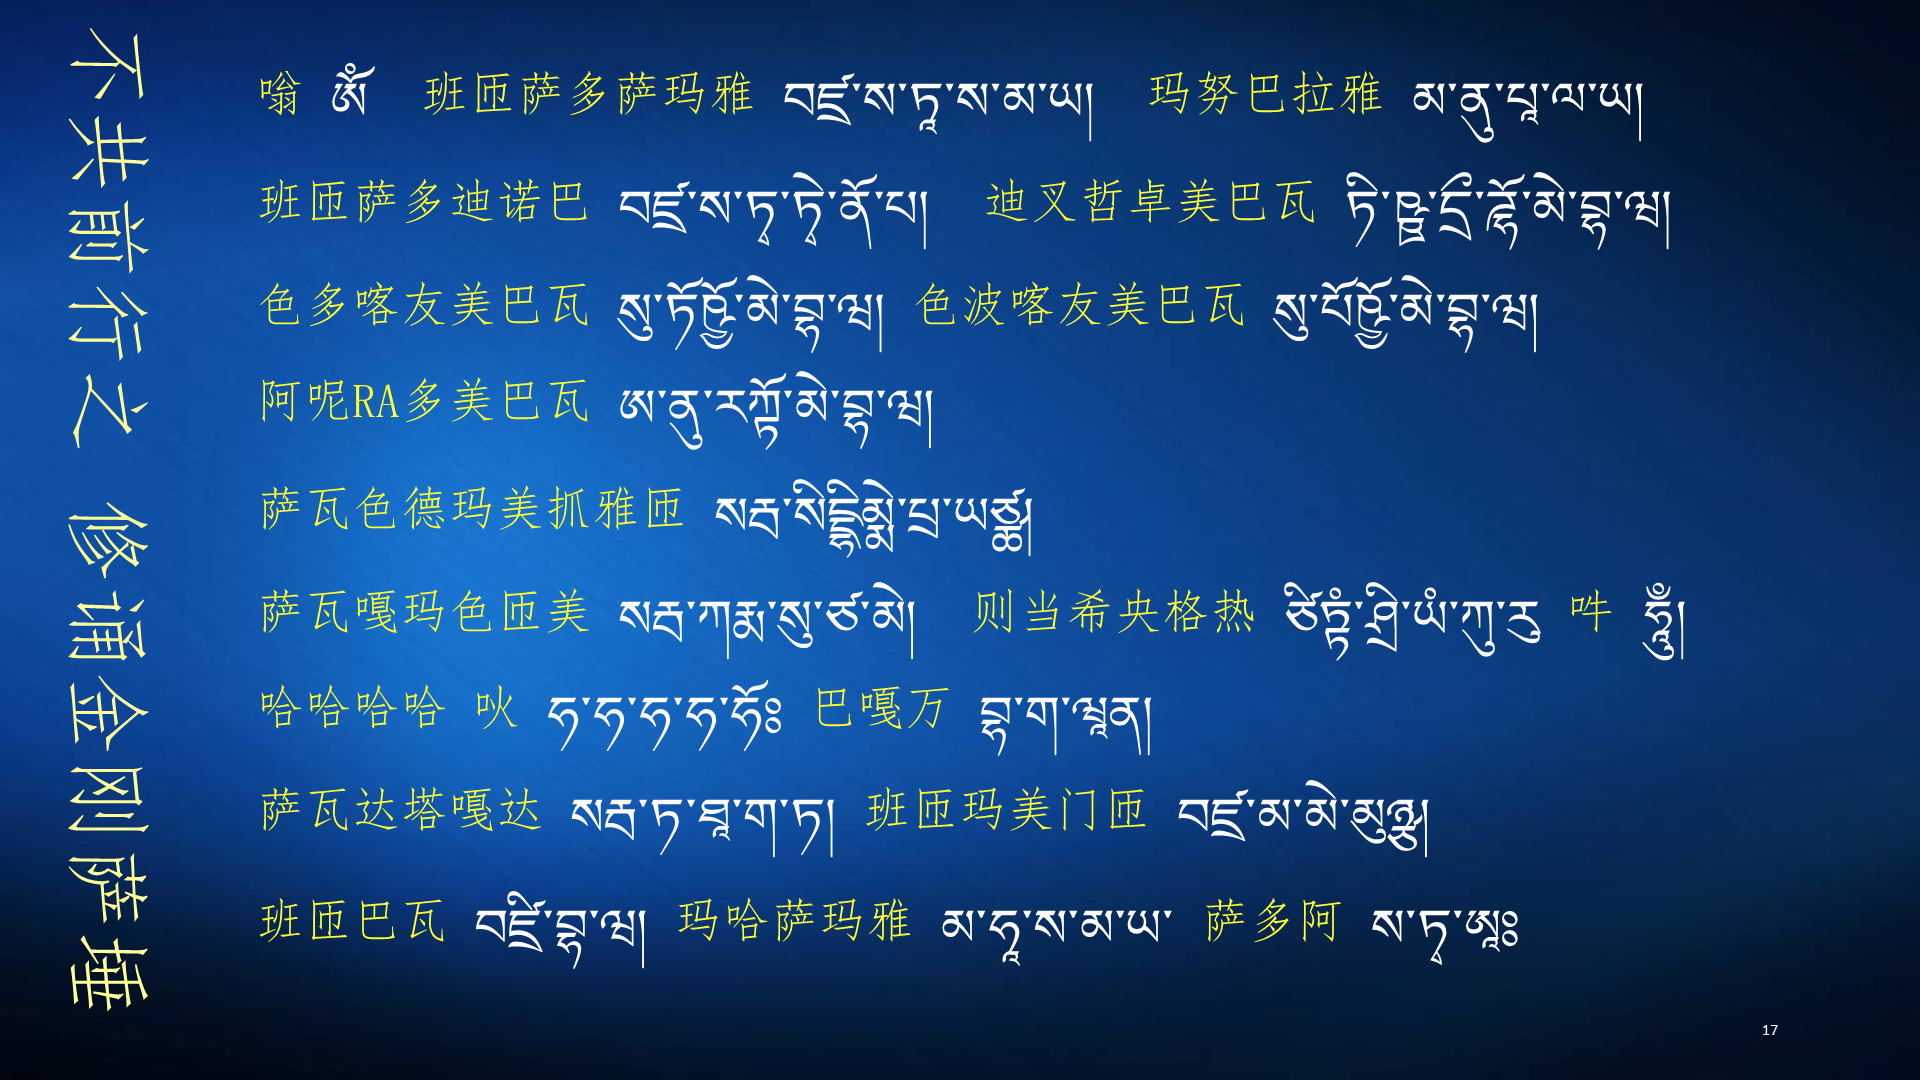 不共前行之 修诵金刚萨埵
嗡 ༀ 班匝萨多萨玛雅 བཛྲ་ས་ཏྭཱ་ས་མ་ཡ། 玛努巴拉雅 མ་ནུ་པཱ་ལ་ཡ།
班匝萨多迪诺巴 བཛྲ་ས་ཏྭ་ཏྭེ་ནོ་པ། 迪叉哲卓美巴瓦 ཏིཥྛ་དྲྀ་ཌྷོ་མེ་བྷ་ཝ།
色多喀友美巴瓦 སུ་ཏོཁྱོ་མེ་བྷ་ཝ། 色波喀友美巴瓦 སུ་པོཁྱོ་མེ་བྷ་ཝ།
阿呢RA多美巴瓦 ཨ་ནུ་རཀྟོ་མེ་བྷ་ཝ།
萨瓦色德玛美抓雅匝 སརྦ་སིདྡྷིམྨེ་པྲ་ཡཙྪ།
萨瓦嘎玛色匝美 སརྦ་ཀརྨ་སུ་ཙ་མེ། 则当希央格热 ཙིཏྟཾ་ཤྲི་ཡཾ་ཀུ་རུ 吽 ཧཱུྃ།
哈哈哈哈 吙 ཧ་ཧ་ཧ་ཧ་ཧོཿ 巴嘎万 བྷ་ག་ཝཱན།
萨瓦达塔嘎达 སརྦ་ཏ་ཐཱ་ག་ཏ། 班匝玛美门匝 བཛྲ་མ་མེ་མུཉྩ།
班匝巴瓦 བཛྲི་བྷ་ཝ། 玛哈萨玛雅 མ་ཧཱ་ས་མ་ཡ་ 萨多阿 ས་ཏྭ་ཨཱཿ
17